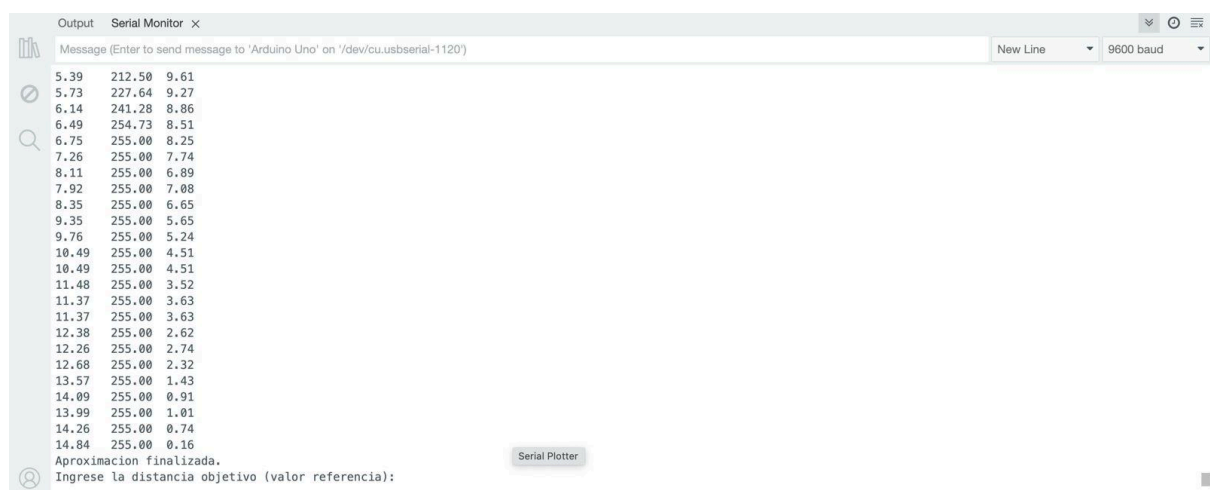 Output Serial Monitor ×
Message (Enter to send message to 'Arduino Uno' on '/dev/cu.usbserial-1120') New Line 9600 baud
5.39 212.50 9.61
5.73 227.64 9.27
6.14 241.28 8.86
6.49 254.73 8.51
6.75 255.00 8.25
7.26 255.00 7.74
8.11 255.00 6.89
7.92 255.00 7.08
8.35 255.00 6.65
9.35 255.00 5.65
9.76 255.00 5.24
10.49 255.00 4.51
10.49 255.00 4.51
11.48 255.00 3.52
11.37 255.00 3.63
11.37 255.00 3.63
12.38 255.00 2.62
12.26 255.00 2.74
12.68 255.00 2.32
13.57 255.00 1.43
14.09 255.00 0.91
13.99 255.00 1.01
14.26 255.00 0.74
14.84 255.00 0.16
Aproximacion finalizada.
Serial Plotter
Ingrese la distancia objetivo (valor referencia):